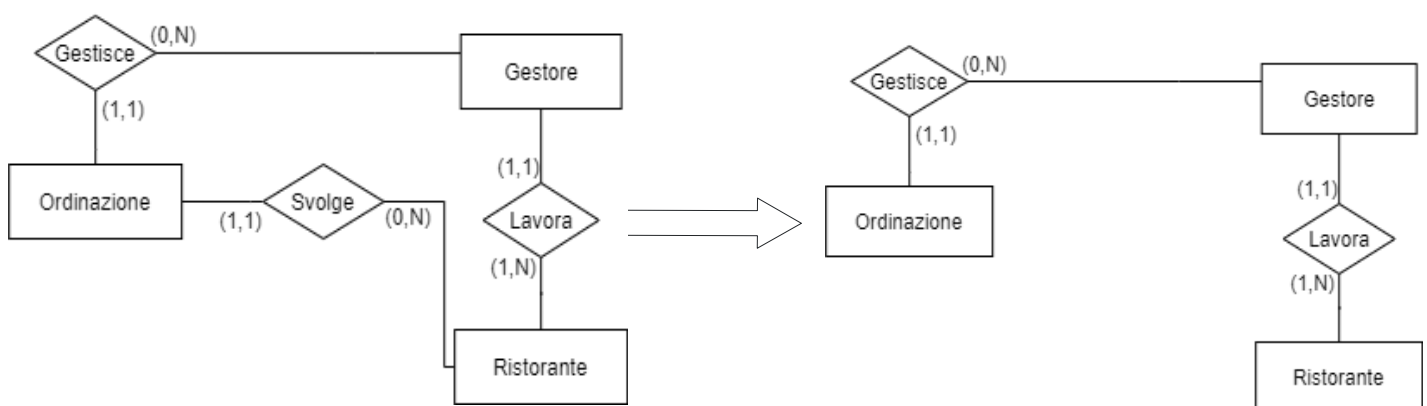 Gestisce
(0,N)
Gestore
(1,1)
(1,1)
Ordinazione
Svolge
(1,1)
(0,N)
Lavora
(1,N)
Ristorante
Gestisce
(0,N)
Gestore
(1,1)
(1,1)
Ordinazione
Lavora
(1,N)
Ristorante